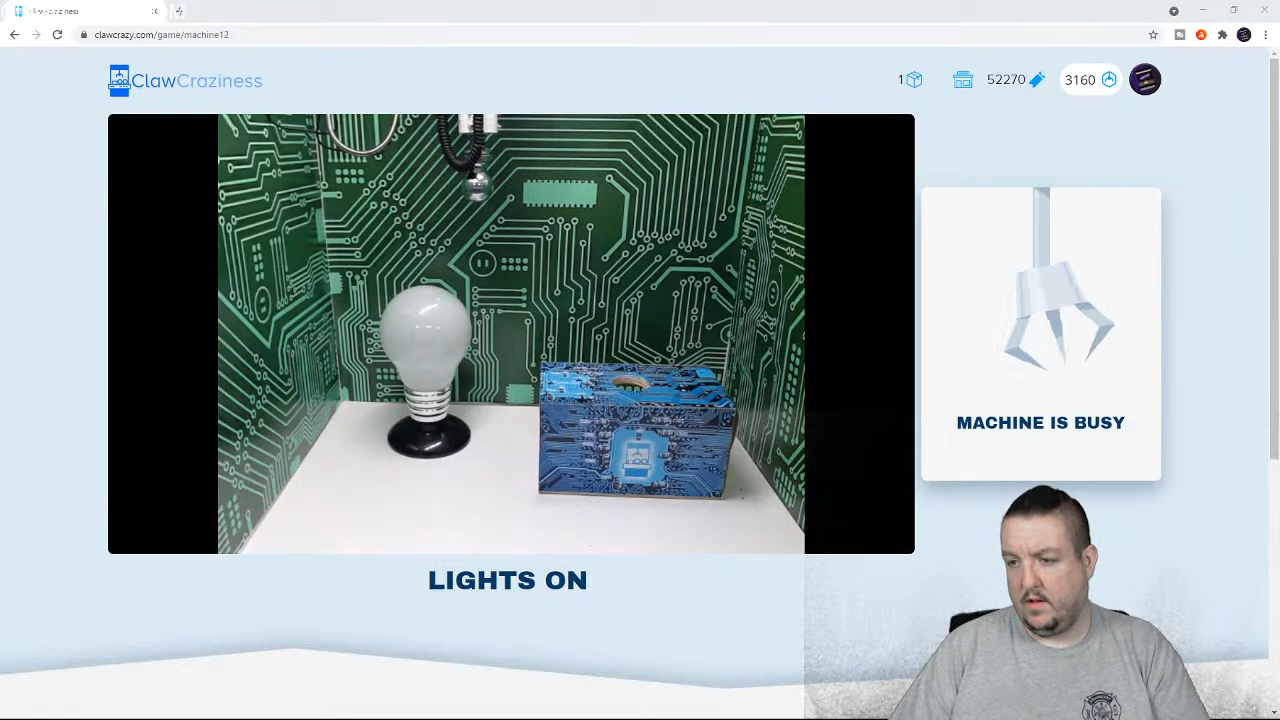 clawcrazy.com/game/machine12
ClawCraziness
1
52270
3160
MACHINE IS BUSY
LIGHTS ON